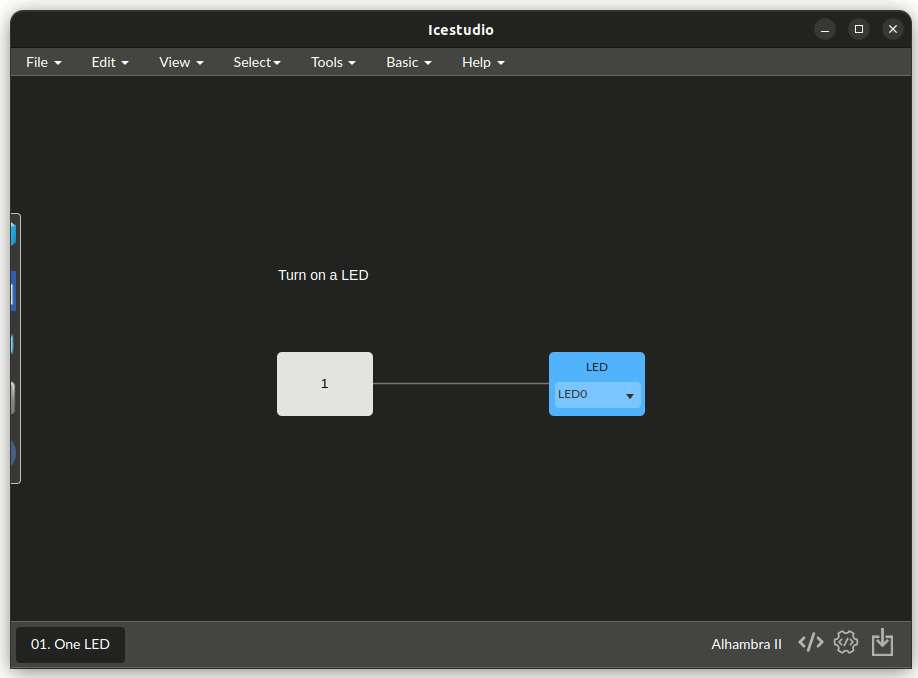 Icestudio
File Edit View Select Tools Basic Help
Turn on a LED
1
LED
LED0
01. One LED
Alhambra II